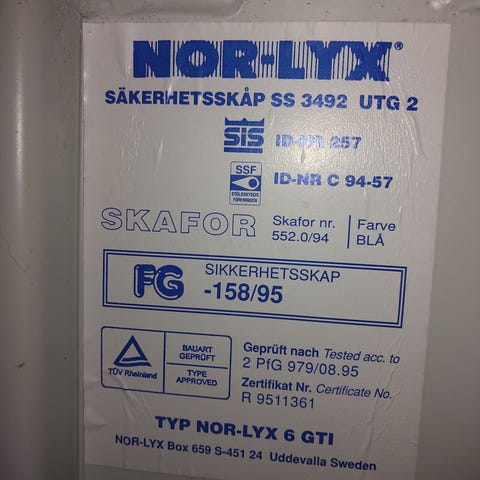 NOR-LYX®
SÄKERHETSSKÅP SS 3492 UTG 2
SIS ID-NR 257
SSF STÖLDSKYDDS FÖRENINGEN ID-NR C 94-57
SKAFOR Skafor nr. 552.0/94 Farve BLÅ
FG SIKKERHETSSKAP
-158/95
TÜV Rheinland
BAUART GEPRÜFT
TYPE APPROVED
Geprüft nach Tested acc. to
2 PfG 979/08.95
Zertifikat Nr. Certificate No.
R 9511361
TYP NOR-LYX 6 GTI
NOR-LYX Box 659 S-451 24 Uddevalla Sweden